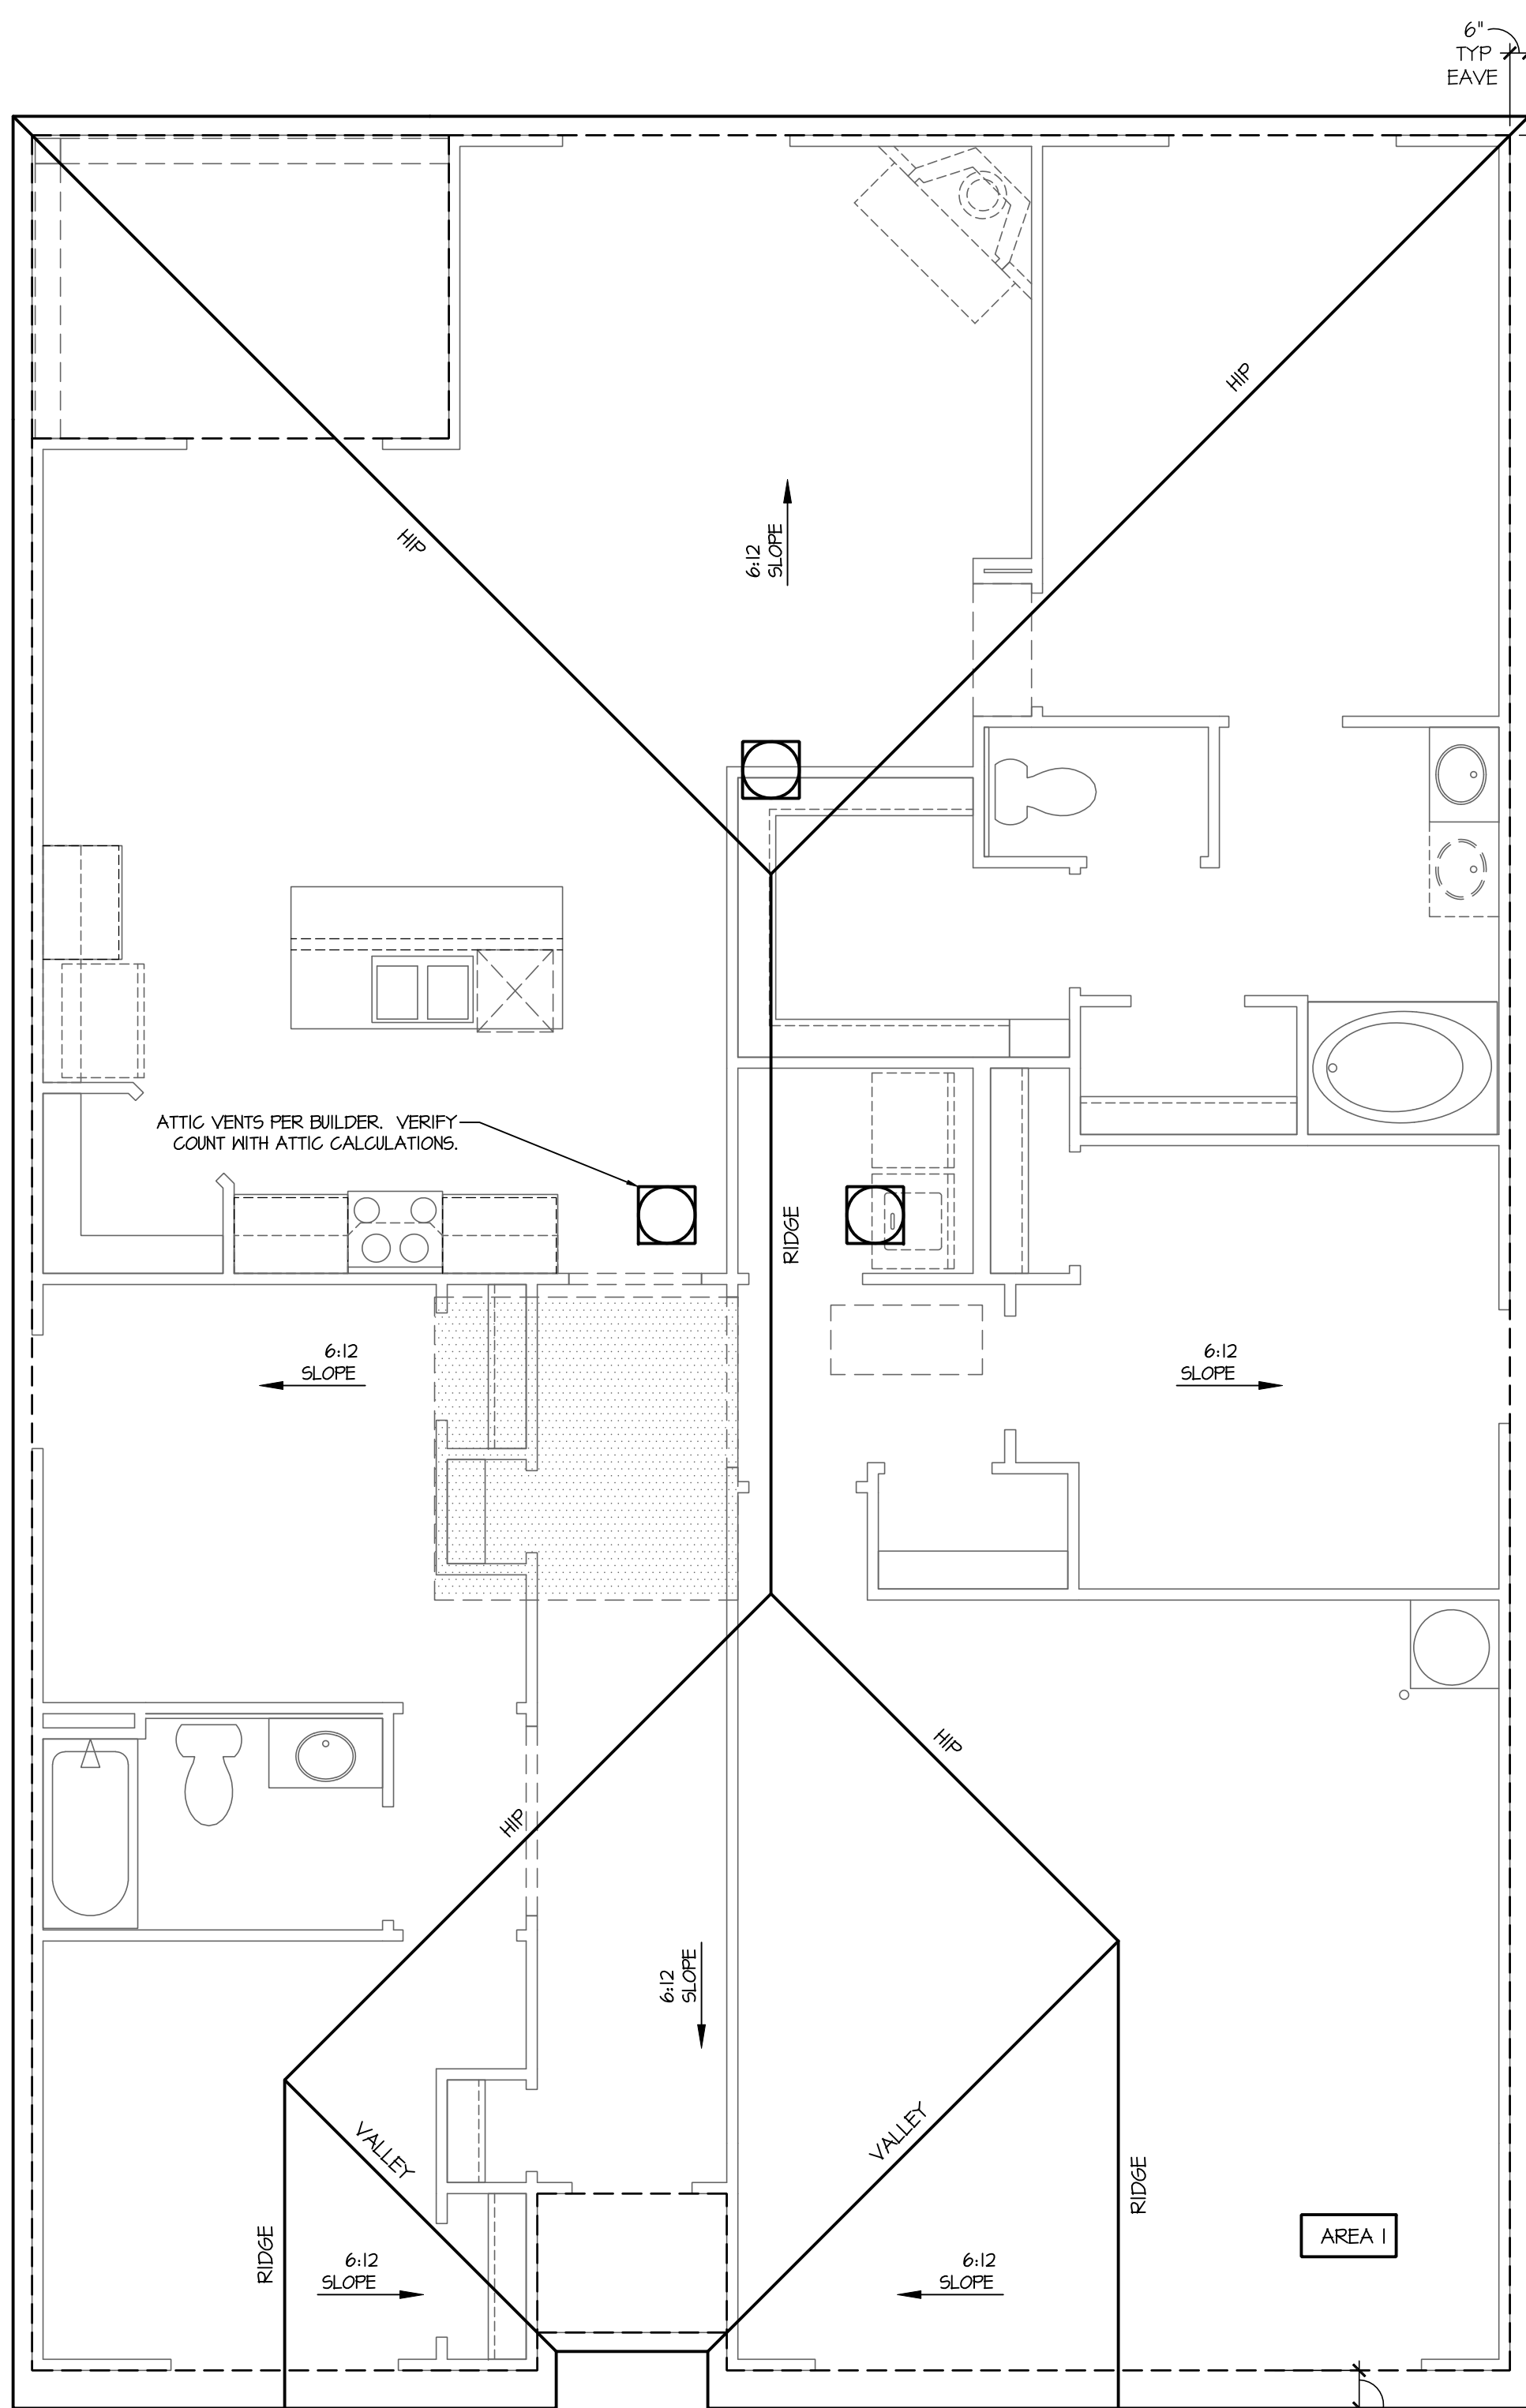 6"
TYP
EAVE
HIP
HIP
6:12
SLOPE
ATTIC VENTS PER BUILDER. VERIFY
COUNT WITH ATTIC CALCULATIONS.
RIDGE
6:12
SLOPE
6:12
SLOPE
HIP
HIP
6:12
SLOPE
VALLEY
VALLEY
RIDGE
RIDGE
AREA 1
6:12
SLOPE
6:12
SLOPE